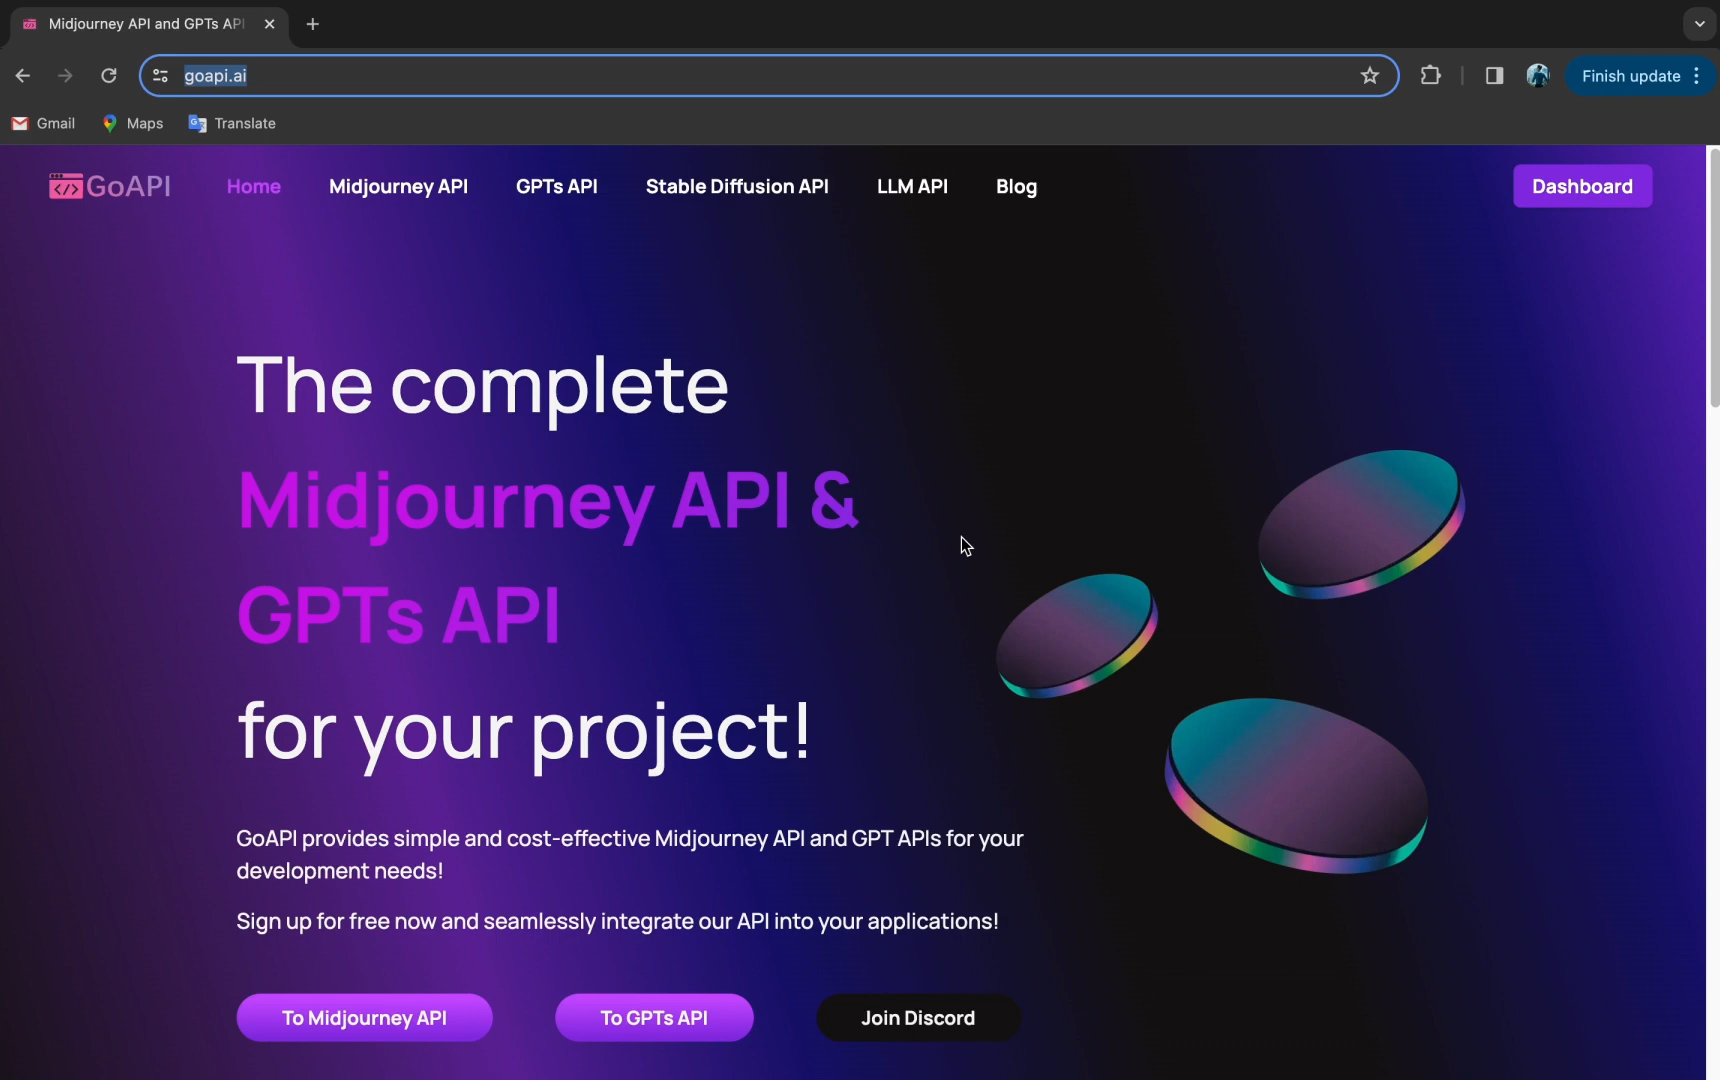 Midjourney API and GPTs API
goapi.ai
Finish update
Gmail Maps Translate
GoAPI Home Midjourney API GPTs API Stable Diffusion API LLM API Blog Dashboard
The complete
Midjourney API &
GPTs API
for your project!
GoAPI provides simple and cost-effective Midjourney API and GPT APIs for your
development needs!
Sign up for free now and seamlessly integrate our API into your applications!
To Midjourney API To GPTs API Join Discord